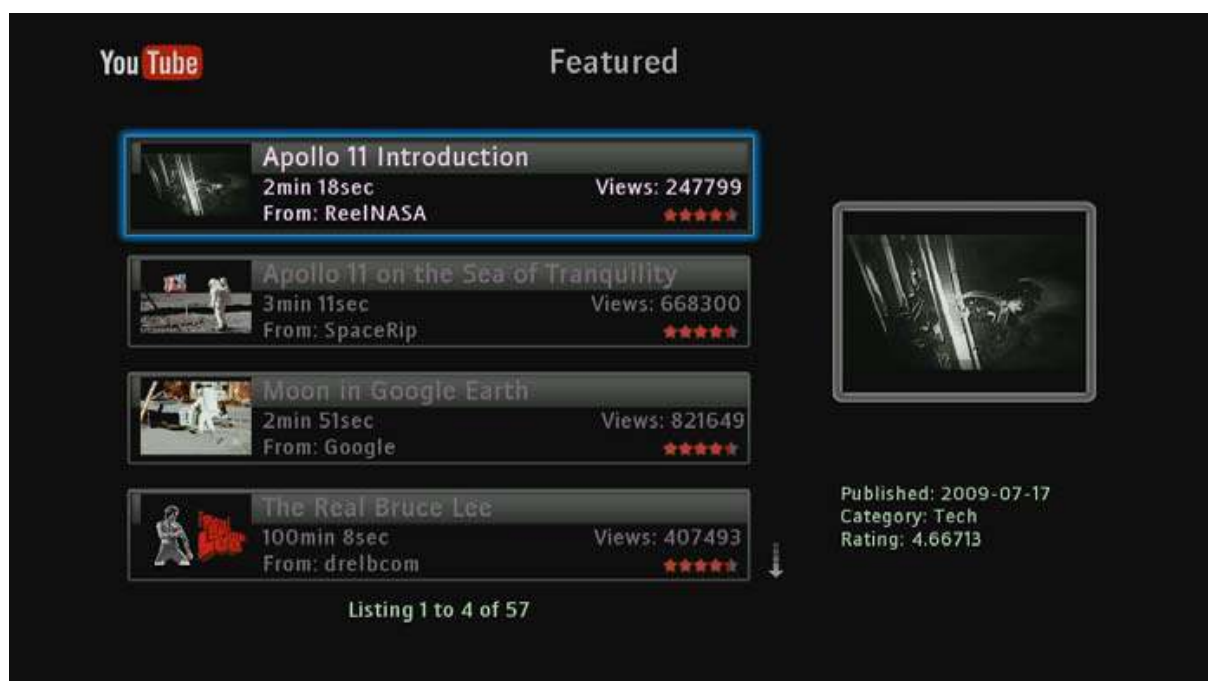 You Tube
Featured
Apollo 11 Introduction
2min 18sec
Views: 247799
From: ReelNASA
Apollo 11 on the Sea of Tranquility
3min 11sec
Views: 668300
From: SpaceRip
Moon in Google Earth
2min 51sec
Views: 821649
From: Google
The Real Bruce Lee
100min 8sec
Views: 407493
From: drelbcom
Listing 1 to 4 of 57
Published: 2009-07-17
Category: Tech
Rating: 4.66713